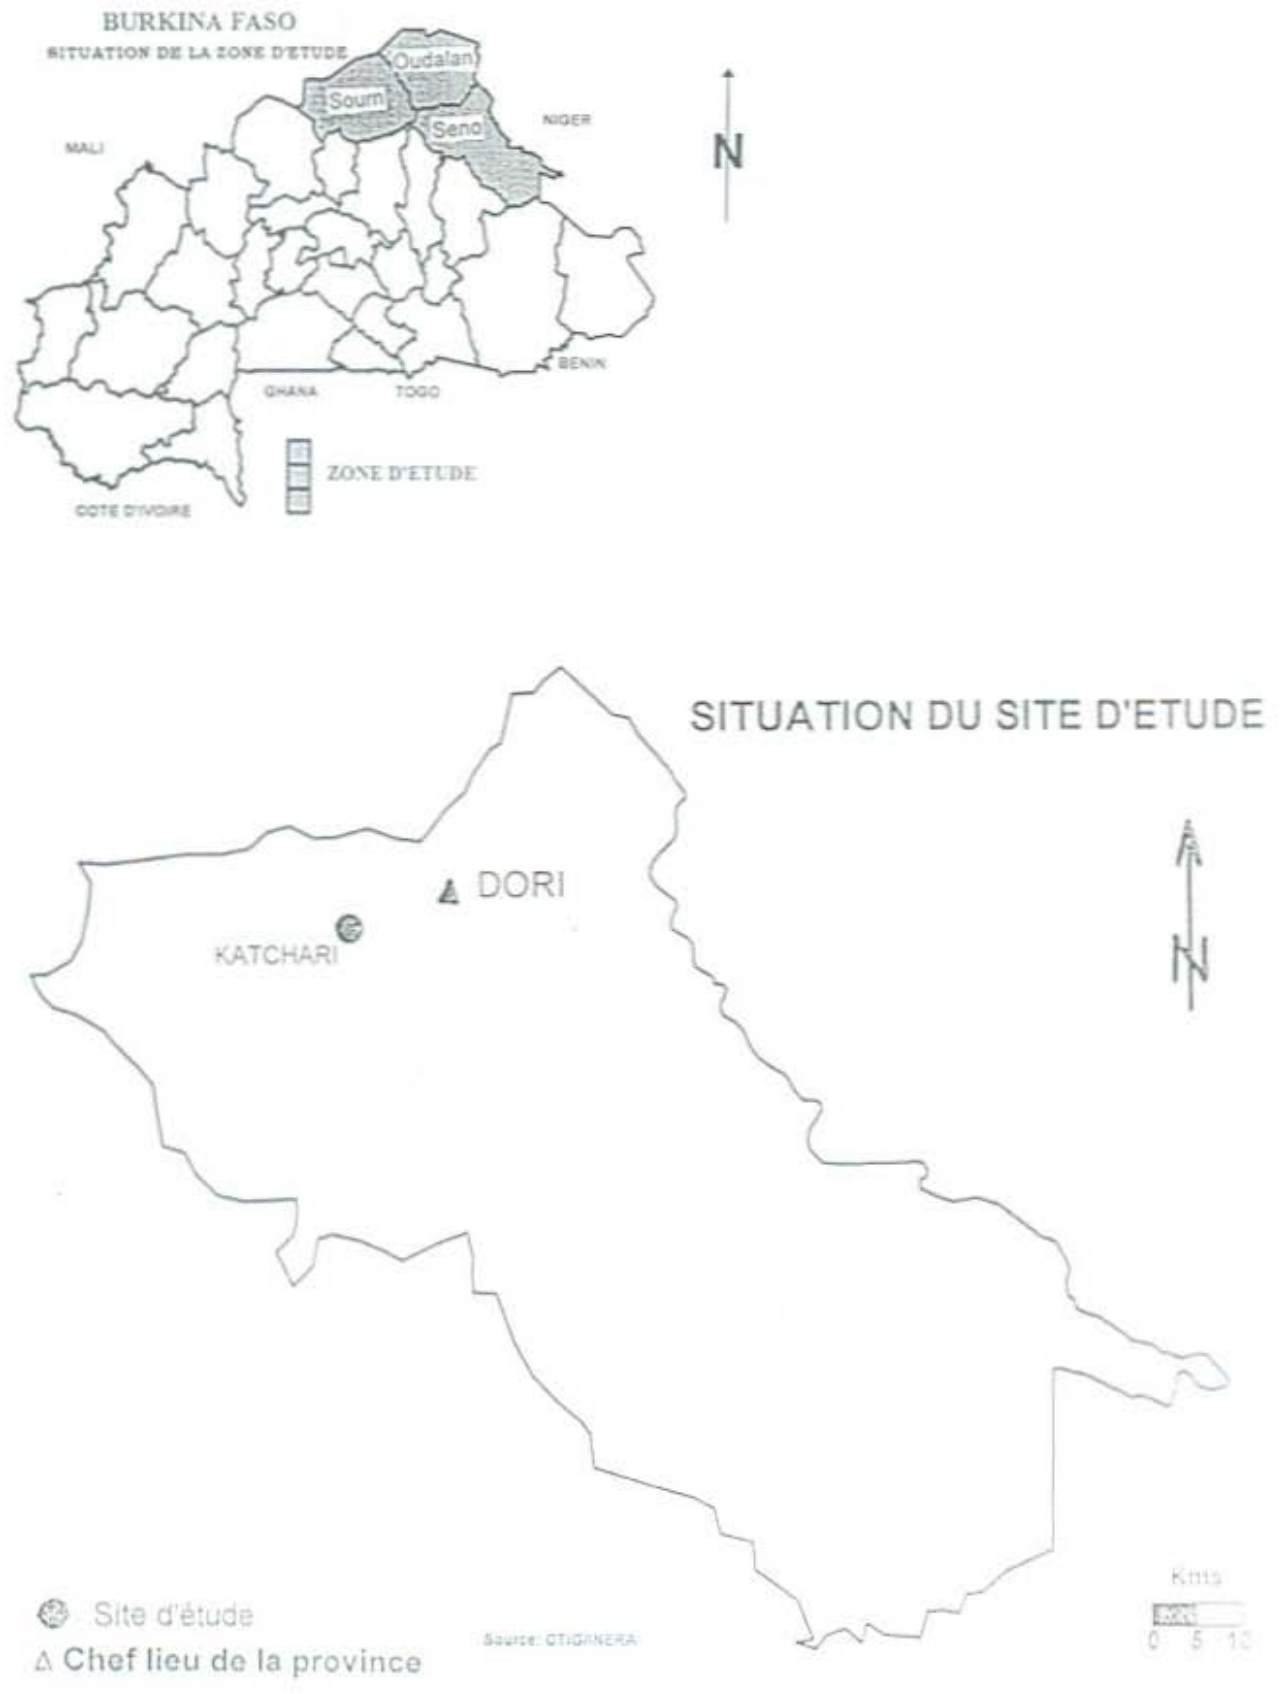 BURKINA FASO
SITUATION DE LA ZONE D'ETUDE
Oudalan
Soum
Seno
NIGER
MALI
N
BENIN
GHANA
TOGO
ZONE D'ETUDE
COTE D'IVOIRE
SITUATION DU SITE D'ETUDE
DORI
KATCHARI
N
Kms
0 5 10
Site d'étude
Chef lieu de la province
Source: